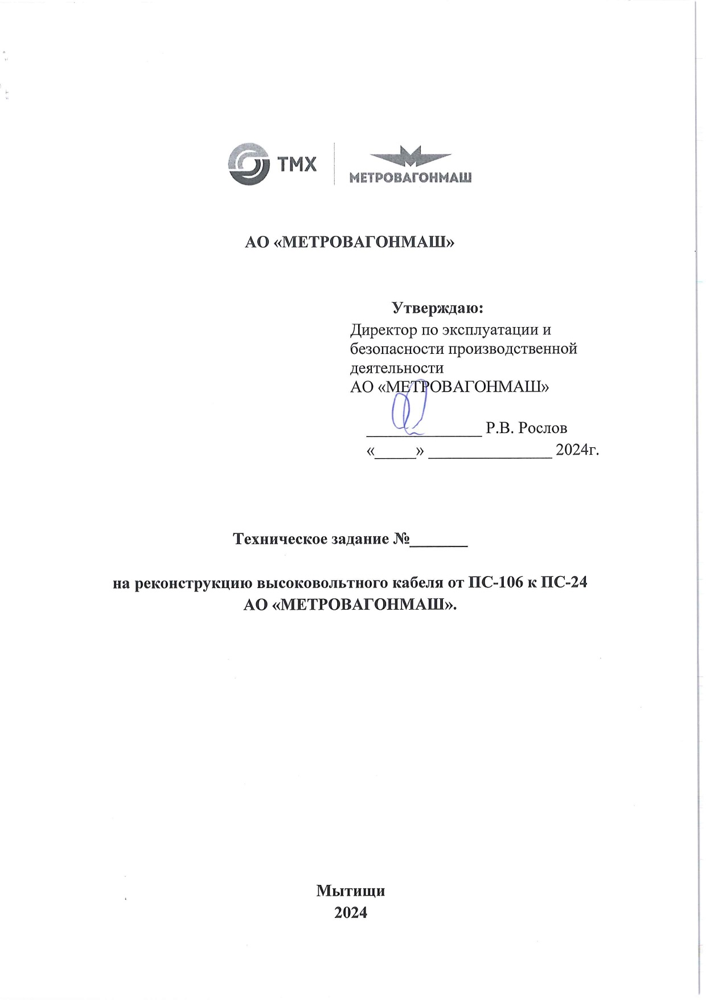 ТМХ
МЕТРОВАГОНМАШ
АО «МЕТРОВАГОНМАШ»
Утверждаю:
Директор по эксплуатации и
безопасности производственной
деятельности
АО «МЕТРОВАГОНМАШ»
______________ Р.В. Рослов
«_____» _______________ 2024г.
Техническое задание №_______
на реконструкцию высоковольтного кабеля от ПС-106 к ПС-24
АО «МЕТРОВАГОНМАШ».
Мытищи
2024